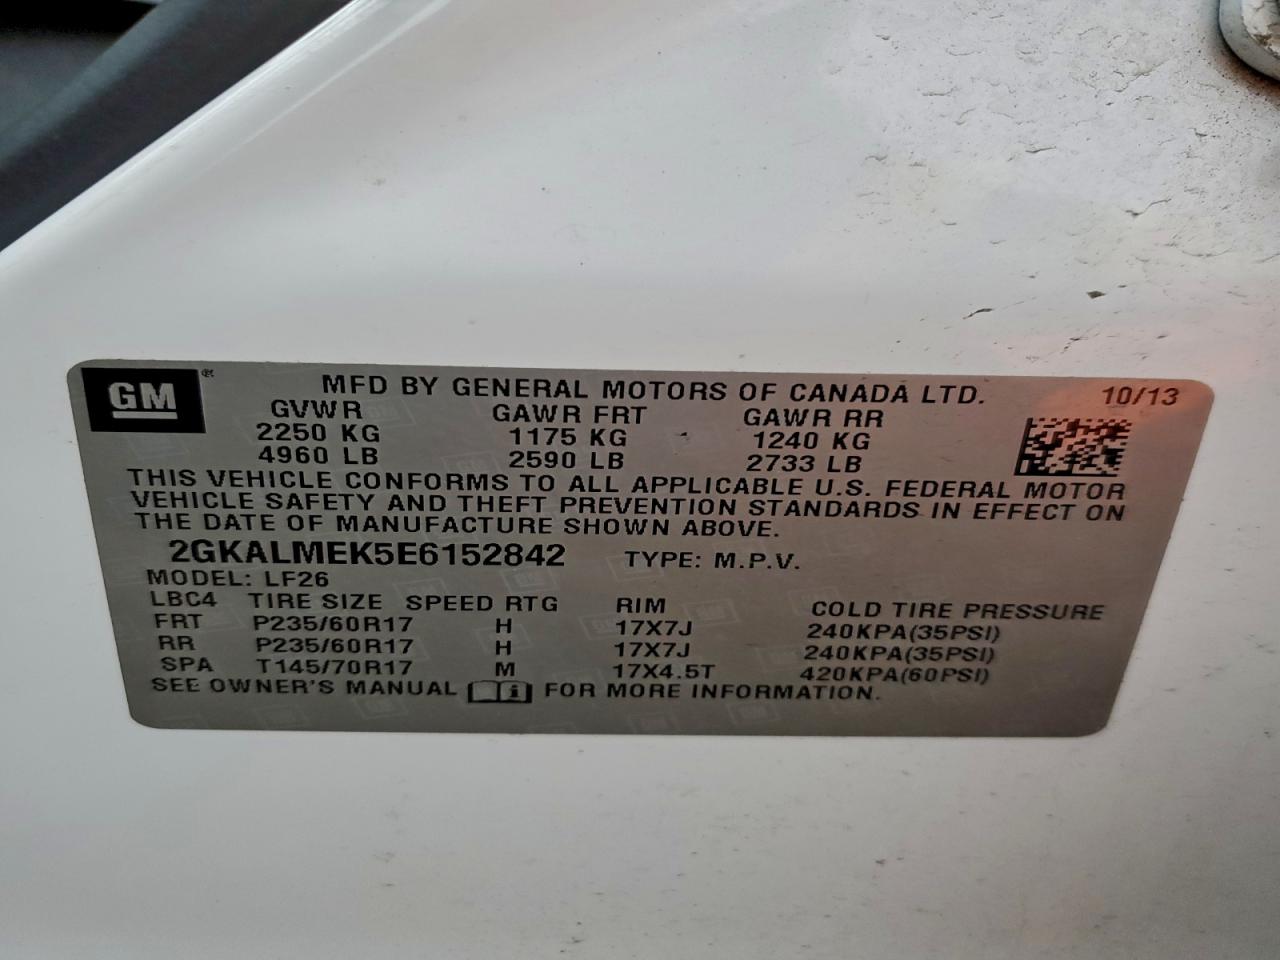 GM
MFD BY GENERAL MOTORS OF CANADA LTD. 10/13
GVWR GAWR FRT GAWR RR
2250 KG 1175 KG 1240 KG
4960 LB 2590 LB 2733 LB
THIS VEHICLE CONFORMS TO ALL APPLICABLE U.S. FEDERAL MOTOR
VEHICLE SAFETY AND THEFT PREVENTION STANDARDS IN EFFECT ON
THE DATE OF MANUFACTURE SHOWN ABOVE.
2GKALMEK5E6152842 TYPE: M.P.V.
MODEL: LF26
LBC4 TIRE SIZE SPEED RTG RIM COLD TIRE PRESSURE
FRT P235/60R17 H 17X7J 240KPA(35PSI)
RR P235/60R17 H 17X7J 240KPA(35PSI)
SPA T145/70R17 M 17X4.5T 420KPA(60PSI)
SEE OWNER'S MANUAL i FOR MORE INFORMATION.